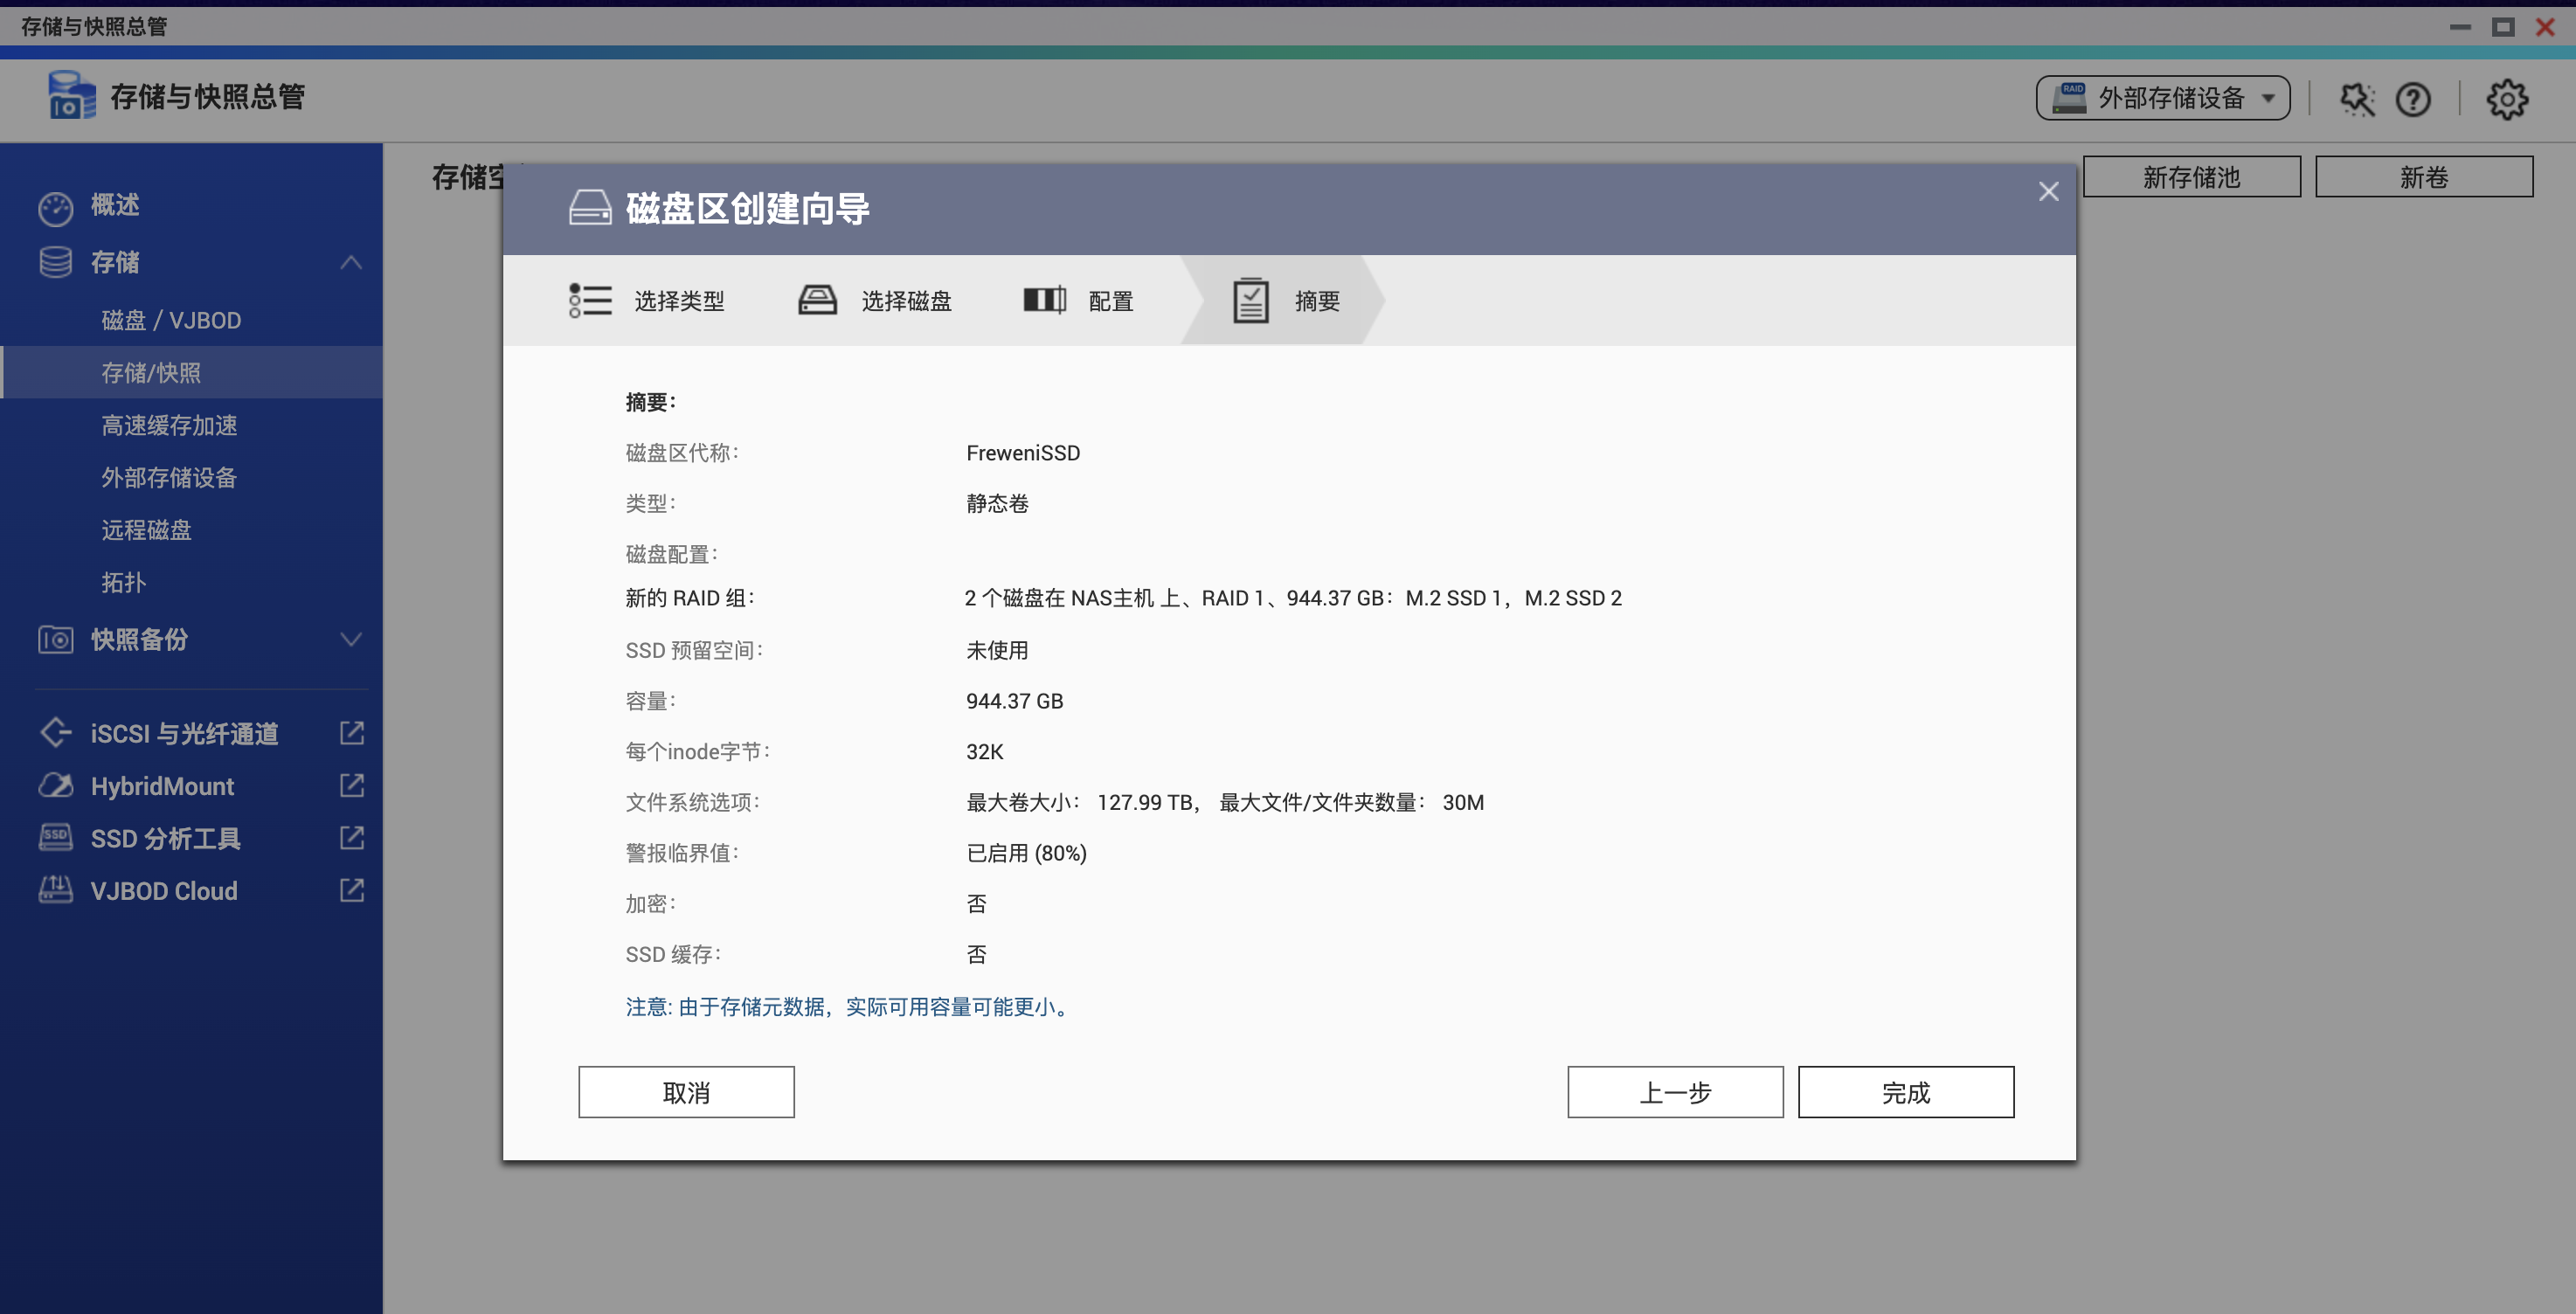 存储与快照总管
存储与快照总管
RAID 外部存储设备
概述
存储
磁盘 / VJBOD
存储/快照
高速缓存加速
外部存储设备
远程磁盘
拓扑
快照备份
iSCSI 与光纤通道
HybridMount
SSD 分析工具
VJBOD Cloud
存储空
新存储池 新卷
磁盘区创建向导
选择类型 选择磁盘 配置 摘要
摘要：
磁盘区代称： FreweniSSD
类型： 静态卷
磁盘配置：
新的 RAID 组： 2 个磁盘在 NAS主机 上、RAID 1、944.37 GB：M.2 SSD 1，M.2 SSD 2
SSD 预留空间： 未使用
容量： 944.37 GB
每个inode字节： 32K
文件系统选项： 最大卷大小： 127.99 TB， 最大文件/文件夹数量： 30M
警报临界值： 已启用 (80%)
加密： 否
SSD 缓存： 否
注意: 由于存储元数据，实际可用容量可能更小。
取消 上一步 完成